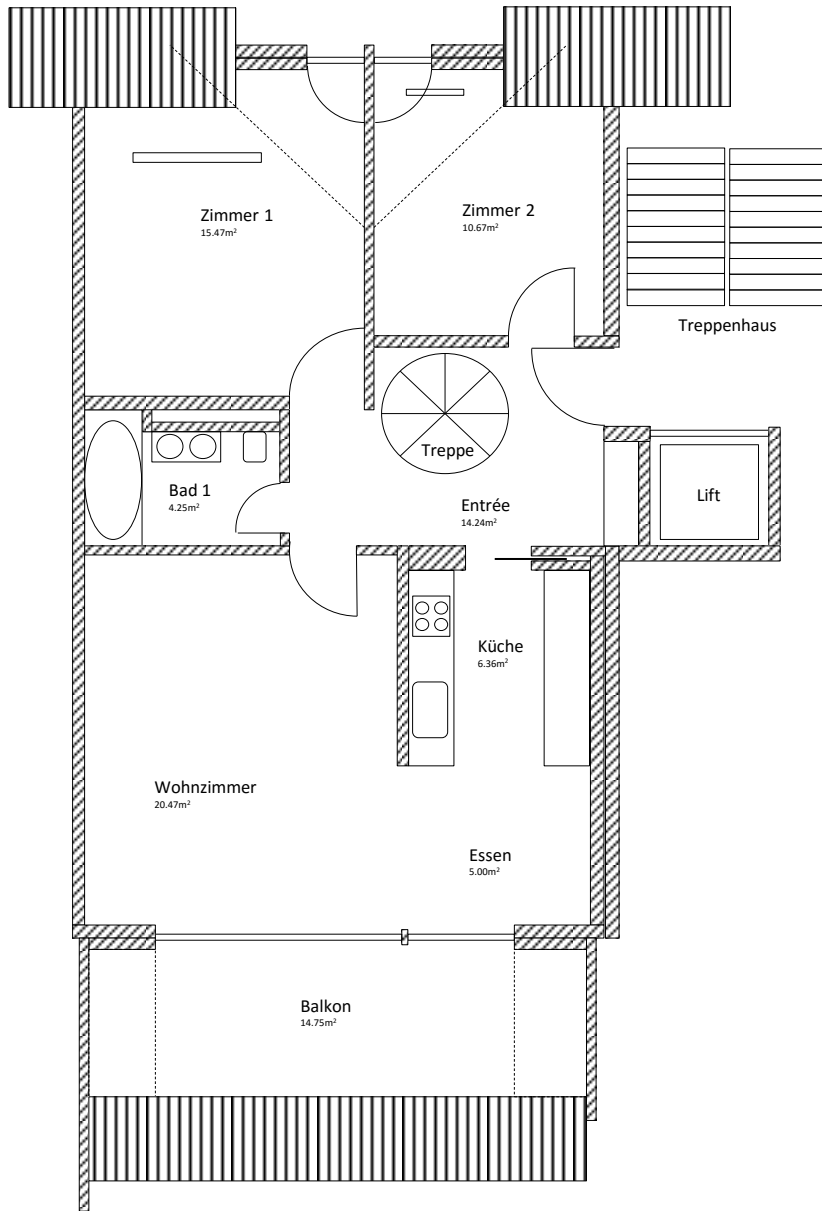 Zimmer 1
15.47m²
Zimmer 2
10.67m²
Treppenhaus
Treppe
Bad 1
4.25m²
Entrée
14.24m²
Lift
Küche
6.36m²
Wohnzimmer
20.47m²
Essen
5.00m²
Balkon
14.75m²